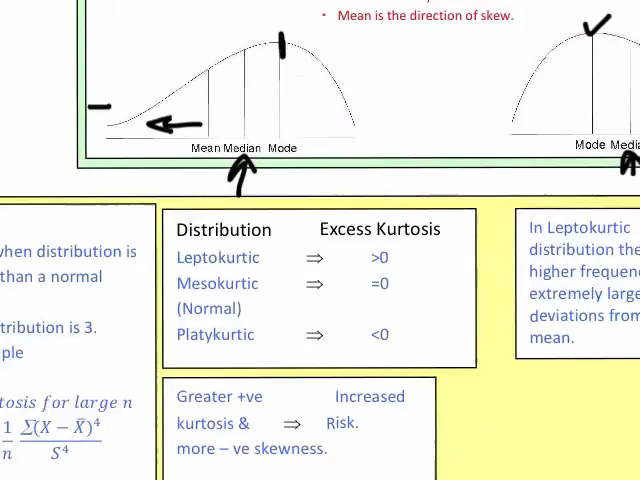 • Mean is the direction of skew.
Mean Median Mode
Mode
when distribution is
than a normal
tribution is 3.
ple
tosis for large n
1/n Σ(X − X̄)⁴/S⁴
Distribution Excess Kurtosis
Leptokurtic ⇒ >0
Mesokurtic ⇒ =0
(Normal)
Platykurtic ⇒ <0
Greater +ve Increased
kurtosis & ⇒ Risk.
more – ve skewness.
In Leptokurtic
distribution the
higher frequen
extremely large
deviations from
mean.